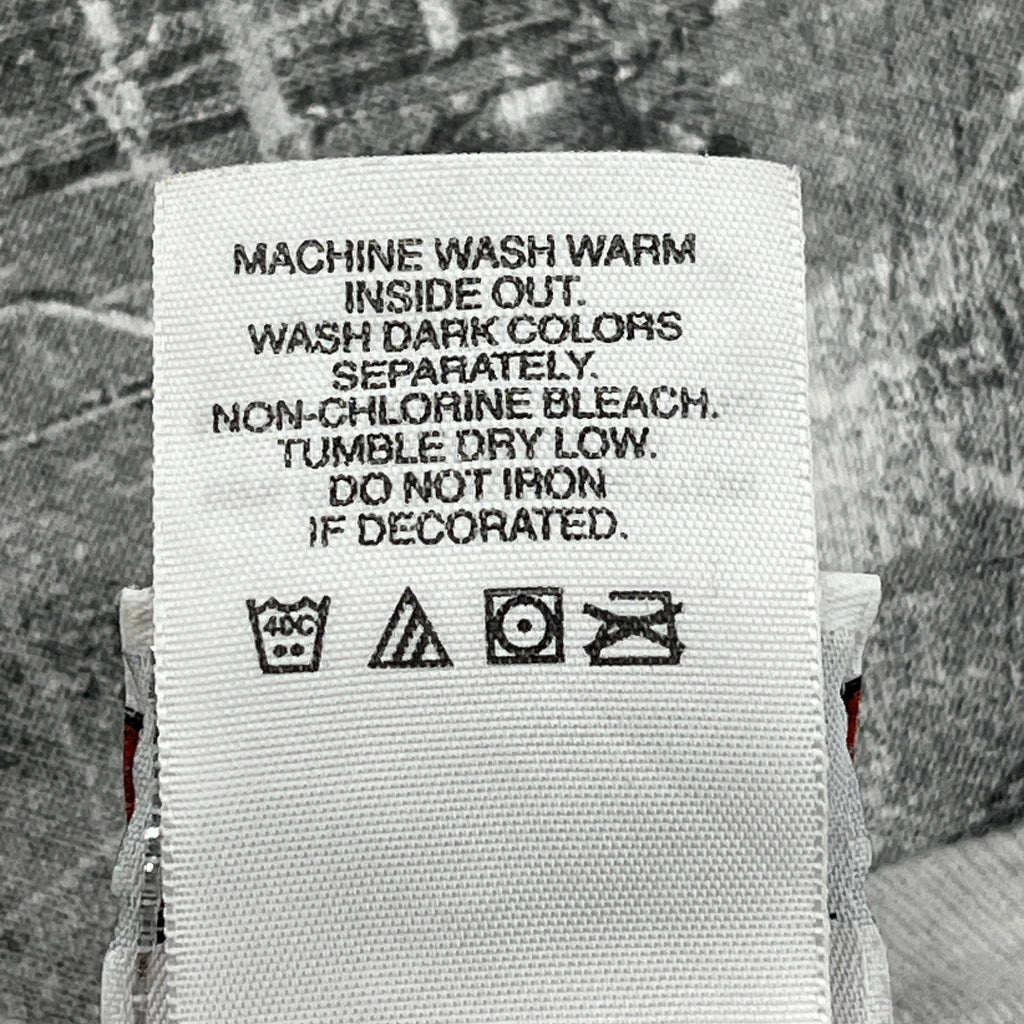 MACHINE WASH WARM
INSIDE OUT.
WASH DARK COLORS
SEPARATELY.
NON-CHLORINE BLEACH.
TUMBLE DRY LOW.
DO NOT IRON
IF DECORATED.
40C